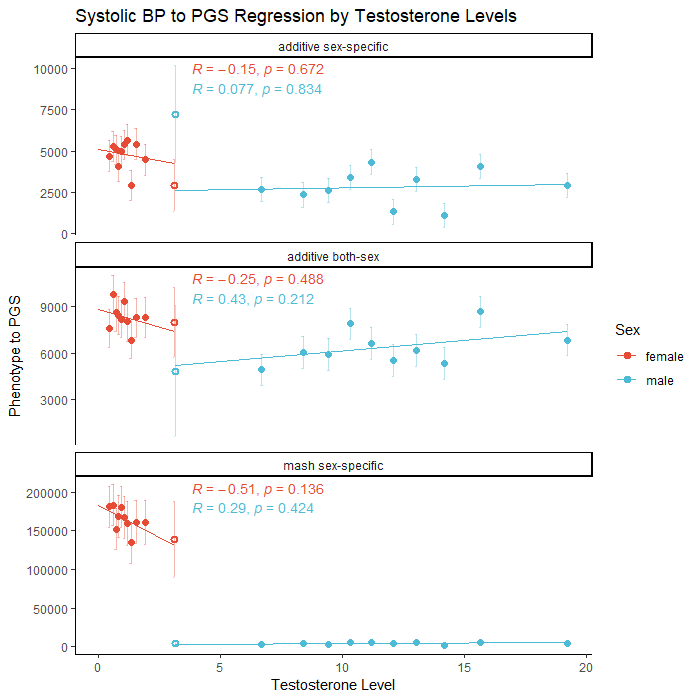 Systolic BP to PGS Regression by Testosterone Levels
additive sex-specific
R = −0.15, p = 0.672
R = 0.077, p = 0.834
10000
7500
5000
2500
0
additive both-sex
R = −0.25, p = 0.488
R = 0.43, p = 0.212
9000
6000
3000
Phenotype to PGS
Sex
female
male
mash sex-specific
R = −0.51, p = 0.136
R = 0.29, p = 0.424
200000
150000
100000
50000
0
0 5 10 15 20
Testosterone Level